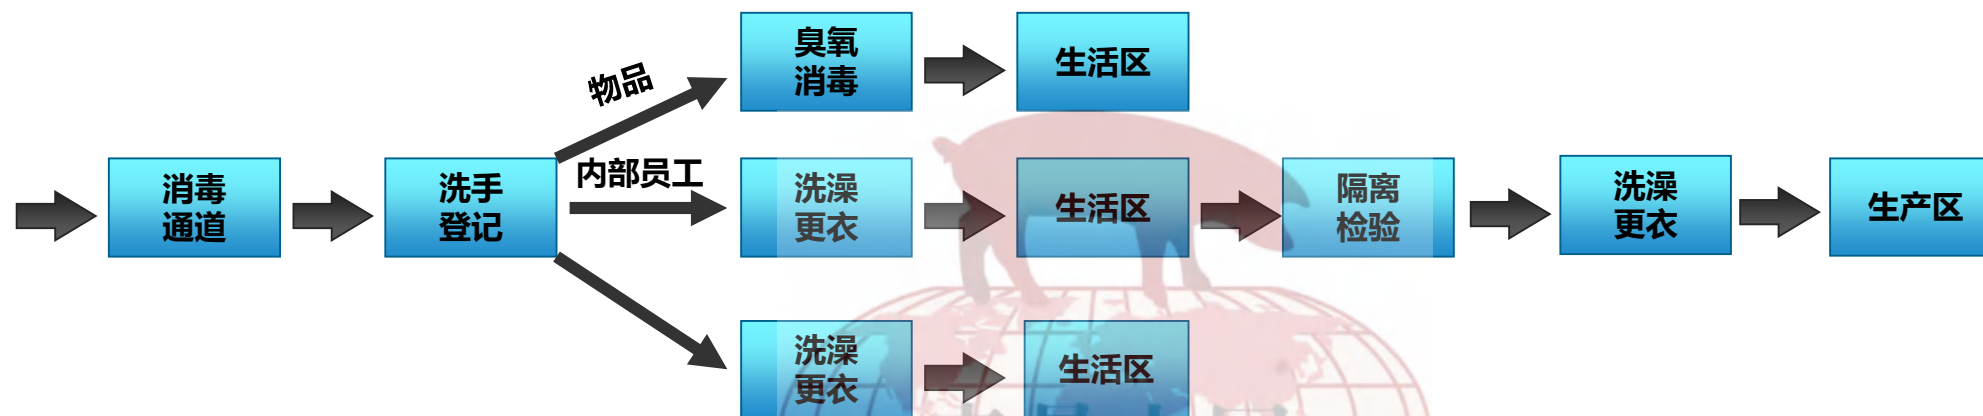 消毒
通道
洗手
登记
物品
臭氧
消毒
生活区
内部员工
洗澡
更衣
生活区
隔离
检验
洗澡
更衣
生产区
洗澡
更衣
生活区